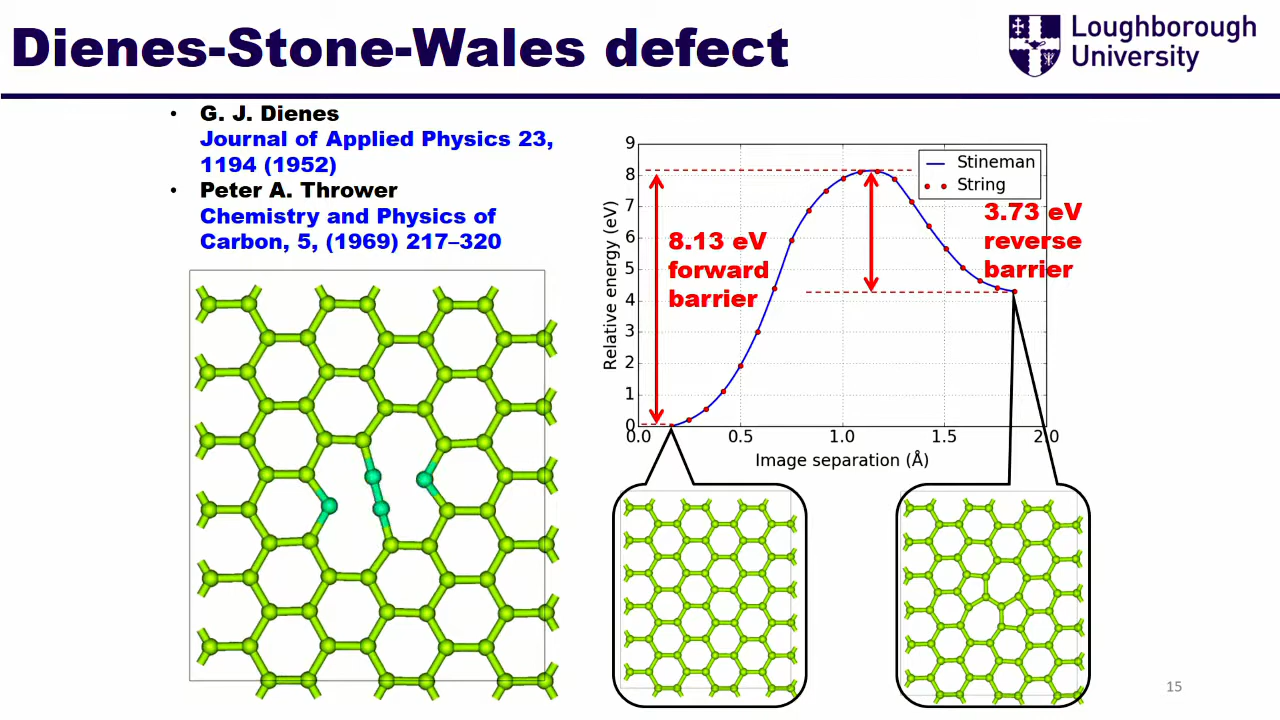 Dienes-Stone-Wales defect
Loughborough
University
• G. J. Dienes
Journal of Applied Physics 23,
1194 (1952)
• Peter A. Thrower
Chemistry and Physics of
Carbon, 5, (1969) 217–320
9
8
7
6
5
4
3
2
1
0
Relative energy (eV)
Stineman
String
8.13 eV
forward
barrier
3.73 eV
reverse
barrier
0.0 0.5 1.0 1.5 2.0
Image separation (Å)
15